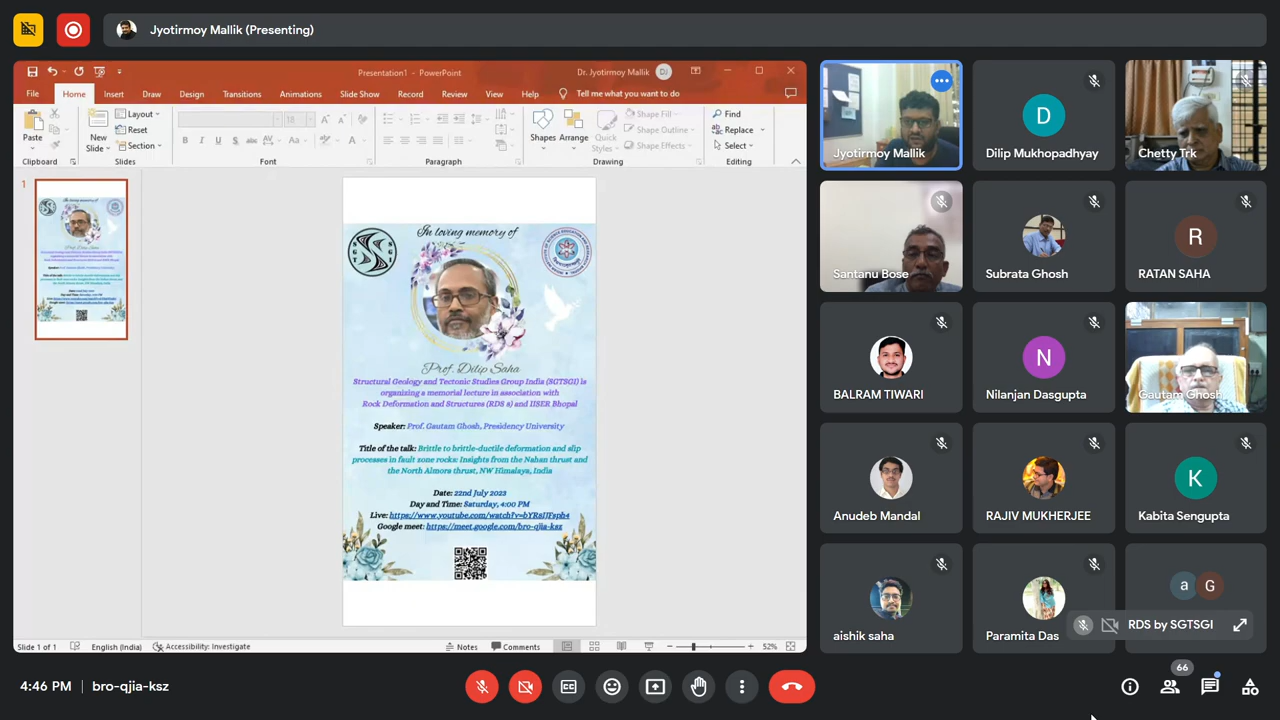 Jyotirmoy Mallik (Presenting)
Presentation1 - PowerPoint
Dr. Jyotirmoy Mallik
DJ
File
Home
Insert
Draw
Design
Transitions
Animations
Slide Show
Record
Review
View
Help
Tell me what you want to do
Paste
Clipboard
New
Slide
Layout
Reset
Section
Slides
18
B
I
U
S
Font
Paragraph
Shapes
Arrange
Quick
Styles
Shape Fill
Shape Outline
Shape Effects
Drawing
Find
Replace
Select
Editing
1
In loving memory of
Prof. Dilip Saha
Structural Geology and Tectonic Studies Group India (SGTSGI) is
organizing a memorial lecture in association with
Rock Deformation and Structures (RDS 8) and IISER Bhopal
Speaker: Prof. Gautam Ghosh, Presidency University
Title of the talk: Brittle to brittle-ductile deformation and slip
processes in fault zone rocks: Insights from the Nahan thrust and
the North Almora thrust, NW Himalaya, India
Date: 22nd July 2023
Day and Time: Saturday, 4:00 PM
Google meet: https://meet.google.com/bro-qjia-ksz
Slide 1 of 1
English (India)
Accessibility: Investigate
Notes
Comments
52%
Jyotirmoy Mallik
D
Dilip Mukhopadhyay
Chetty Trk
Santanu Bose
Subrata Ghosh
R
RATAN SAHA
BALRAM TIWARI
N
Nilanjan Dasgupta
Gautam Ghosh
Anudeb Mandal
RAJIV MUKHERJEE
K
Kabita Sengupta
aishik saha
Paramita Das
a
G
RDS by SGTSGI
4:46 PM
bro-qjia-ksz
66